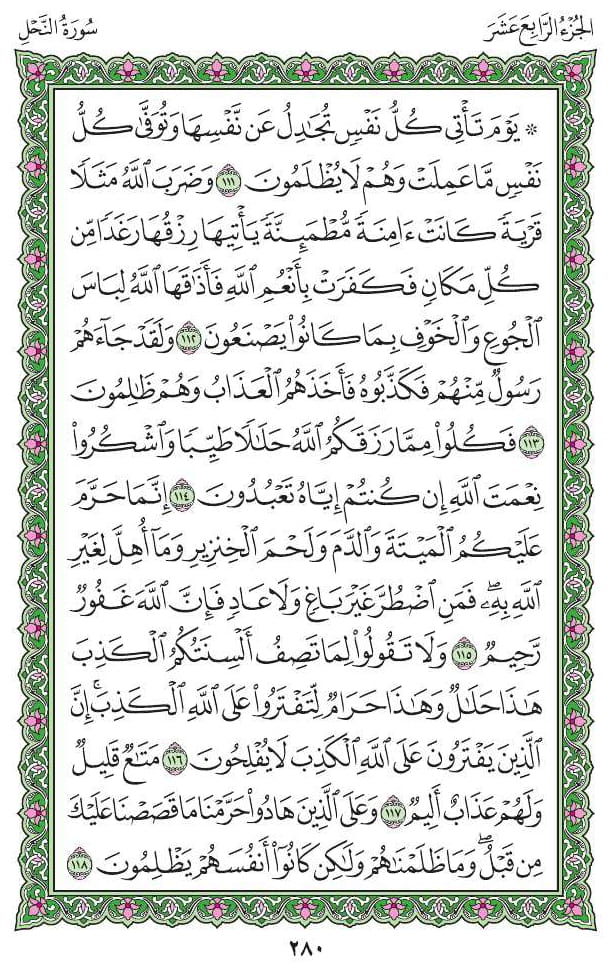 الجُزْءُ الرَّابِعَ عَشَرَ
سُورَةُ النَّحْلِ
۞ يَوْمَ تَأْتِي كُلُّ نَفْسٍ تُجَٰدِلُ عَن نَّفْسِهَا وَتُوَفَّىٰ كُلُّ
نَفْسٍ مَّا عَمِلَتْ وَهُمْ لَا يُظْلَمُونَ ١١١ وَضَرَبَ ٱللَّهُ مَثَلًا
قَرْيَةً كَانَتْ ءَامِنَةً مُّطْمَئِنَّةً يَأْتِيهَا رِزْقُهَا رَغَدًا مِّن
كُلِّ مَكَانٍ فَكَفَرَتْ بِأَنْعُمِ ٱللَّهِ فَأَذَٰقَهَا ٱللَّهُ لِبَاسَ
ٱلْجُوعِ وَٱلْخَوْفِ بِمَا كَانُوا۟ يَصْنَعُونَ ١١٢ وَلَقَدْ جَآءَهُمْ
رَسُولٌ مِّنْهُمْ فَكَذَّبُوهُ فَأَخَذَهُمُ ٱلْعَذَابُ وَهُمْ ظَٰلِمُونَ
١١٣ فَكُلُوا۟ مِمَّا رَزَقَكُمُ ٱللَّهُ حَلَٰلًا طَيِّبًا وَٱشْكُرُوا۟
نِعْمَتَ ٱللَّهِ إِن كُنتُمْ إِيَّاهُ تَعْبُدُونَ ١١٤ إِنَّمَا حَرَّمَ
عَلَيْكُمُ ٱلْمَيْتَةَ وَٱلدَّمَ وَلَحْمَ ٱلْخِنزِيرِ وَمَآ أُهِلَّ لِغَيْرِ
ٱللَّهِ بِهِۦۖ فَمَنِ ٱضْطُرَّ غَيْرَ بَاغٍ وَلَا عَادٍ فَإِنَّ ٱللَّهَ غَفُورٌ
رَّحِيمٌ ١١٥ وَلَا تَقُولُوا۟ لِمَا تَصِفُ أَلْسِنَتُكُمُ ٱلْكَذِبَ
هَٰذَا حَلَٰلٌ وَهَٰذَا حَرَامٌ لِّتَفْتَرُوا۟ عَلَى ٱللَّهِ ٱلْكَذِبَۚ إِنَّ
ٱلَّذِينَ يَفْتَرُونَ عَلَى ٱللَّهِ ٱلْكَذِبَ لَا يُفْلِحُونَ ١١٦ مَتَٰعٌ قَلِيلٌ
وَلَهُمْ عَذَابٌ أَلِيمٌ ١١٧ وَعَلَى ٱلَّذِينَ هَادُوا۟ حَرَّمْنَا مَا قَصَصْنَا عَلَيْكَ
مِن قَبْلُۖ وَمَا ظَلَمْنَٰهُمْ وَلَٰكِن كَانُوٓا۟ أَنفُسَهُمْ يَظْلِمُونَ ١١٨
٢٨٠